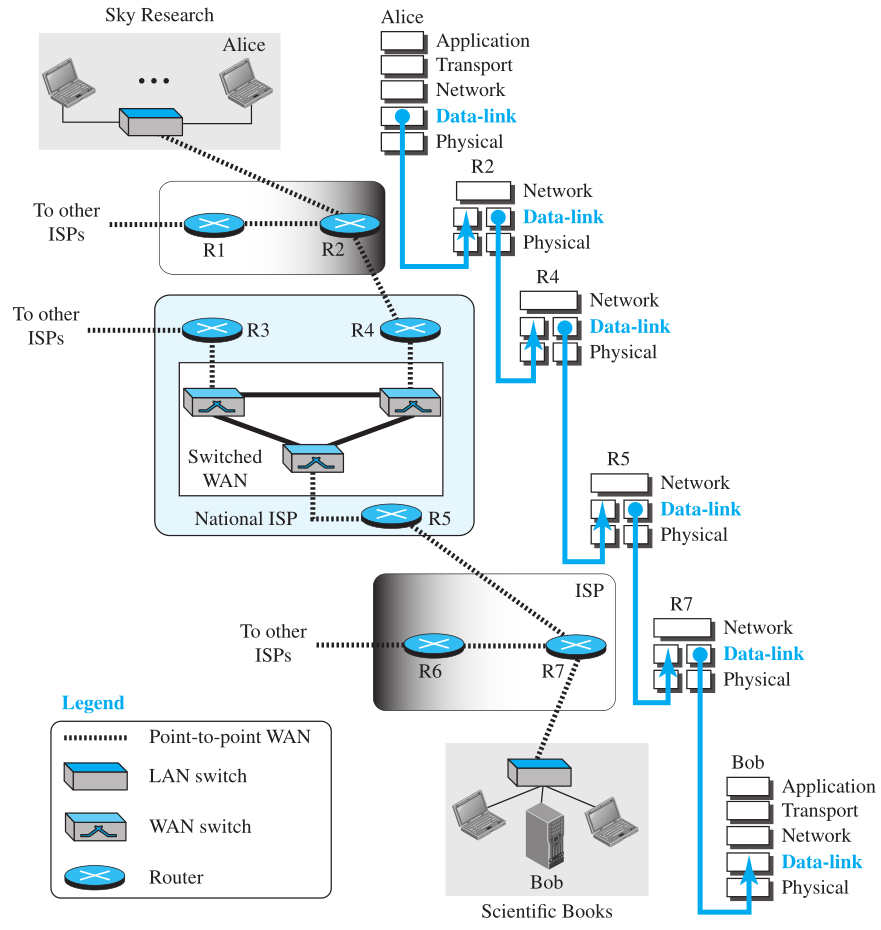 Sky Research
Alice
Alice
Application
Transport
Network
Data-link
Physical
R2
Network
Data-link
Physical
To other
ISPs
R1
R2
R4
Network
Data-link
Physical
To other
ISPs
R3
R4
Switched
WAN
National ISP
R5
R5
Network
Data-link
Physical
ISP
To other
ISPs
R6
R7
R7
Network
Data-link
Physical
Legend
Point-to-point WAN
LAN switch
WAN switch
Router
Bob
Scientific Books
Bob
Application
Transport
Network
Data-link
Physical